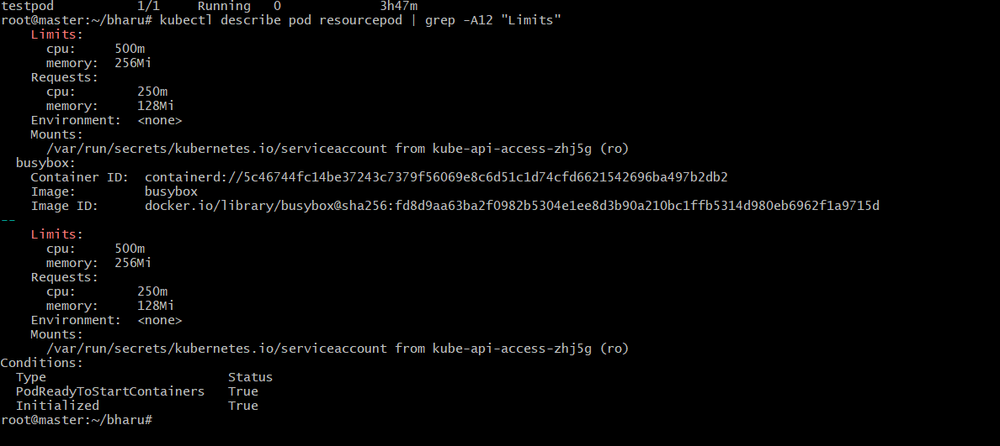 testpod 1/1 Running 0 3h47m
root@master:~/bharu# kubectl describe pod resourcepod | grep -A12 "Limits"
Limits:
cpu: 500m
memory: 256Mi
Requests:
cpu: 250m
memory: 128Mi
Environment: <none>
Mounts:
/var/run/secrets/kubernetes.io/serviceaccount from kube-api-access-zhj5g (ro)
busybox:
Container ID: containerd://5c46744fc14be37243c7379f56069e8c6d51c1d74cfd6621542696ba497b2db2
Image: busybox
Image ID: docker.io/library/busybox@sha256:fd8d9aa63ba2f0982b5304e1ee8d3b90a210bc1ffb5314d980eb6962f1a9715d
--
Limits:
cpu: 500m
memory: 256Mi
Requests:
cpu: 250m
memory: 128Mi
Environment: <none>
Mounts:
/var/run/secrets/kubernetes.io/serviceaccount from kube-api-access-zhj5g (ro)
Conditions:
Type Status
PodReadyToStartContainers True
Initialized True
root@master:~/bharu#